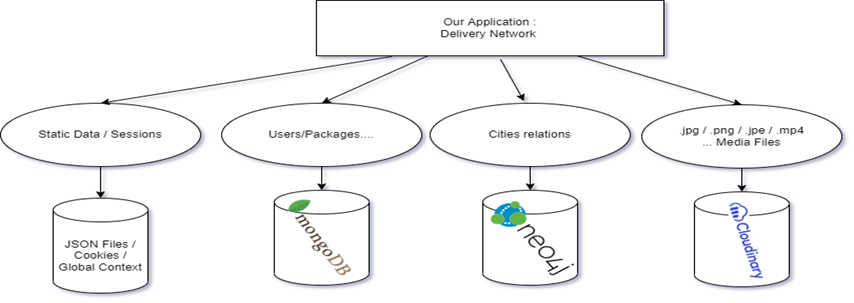 Our Application :
Delivery Network
Static Data / Sessions
Users/Packages....
Cities relations
.jpg / .png / .jpe / .mp4
... Media Files
JSON Files /
Cookies /
Global Context
mongoDB
neo4j
Cloudinary